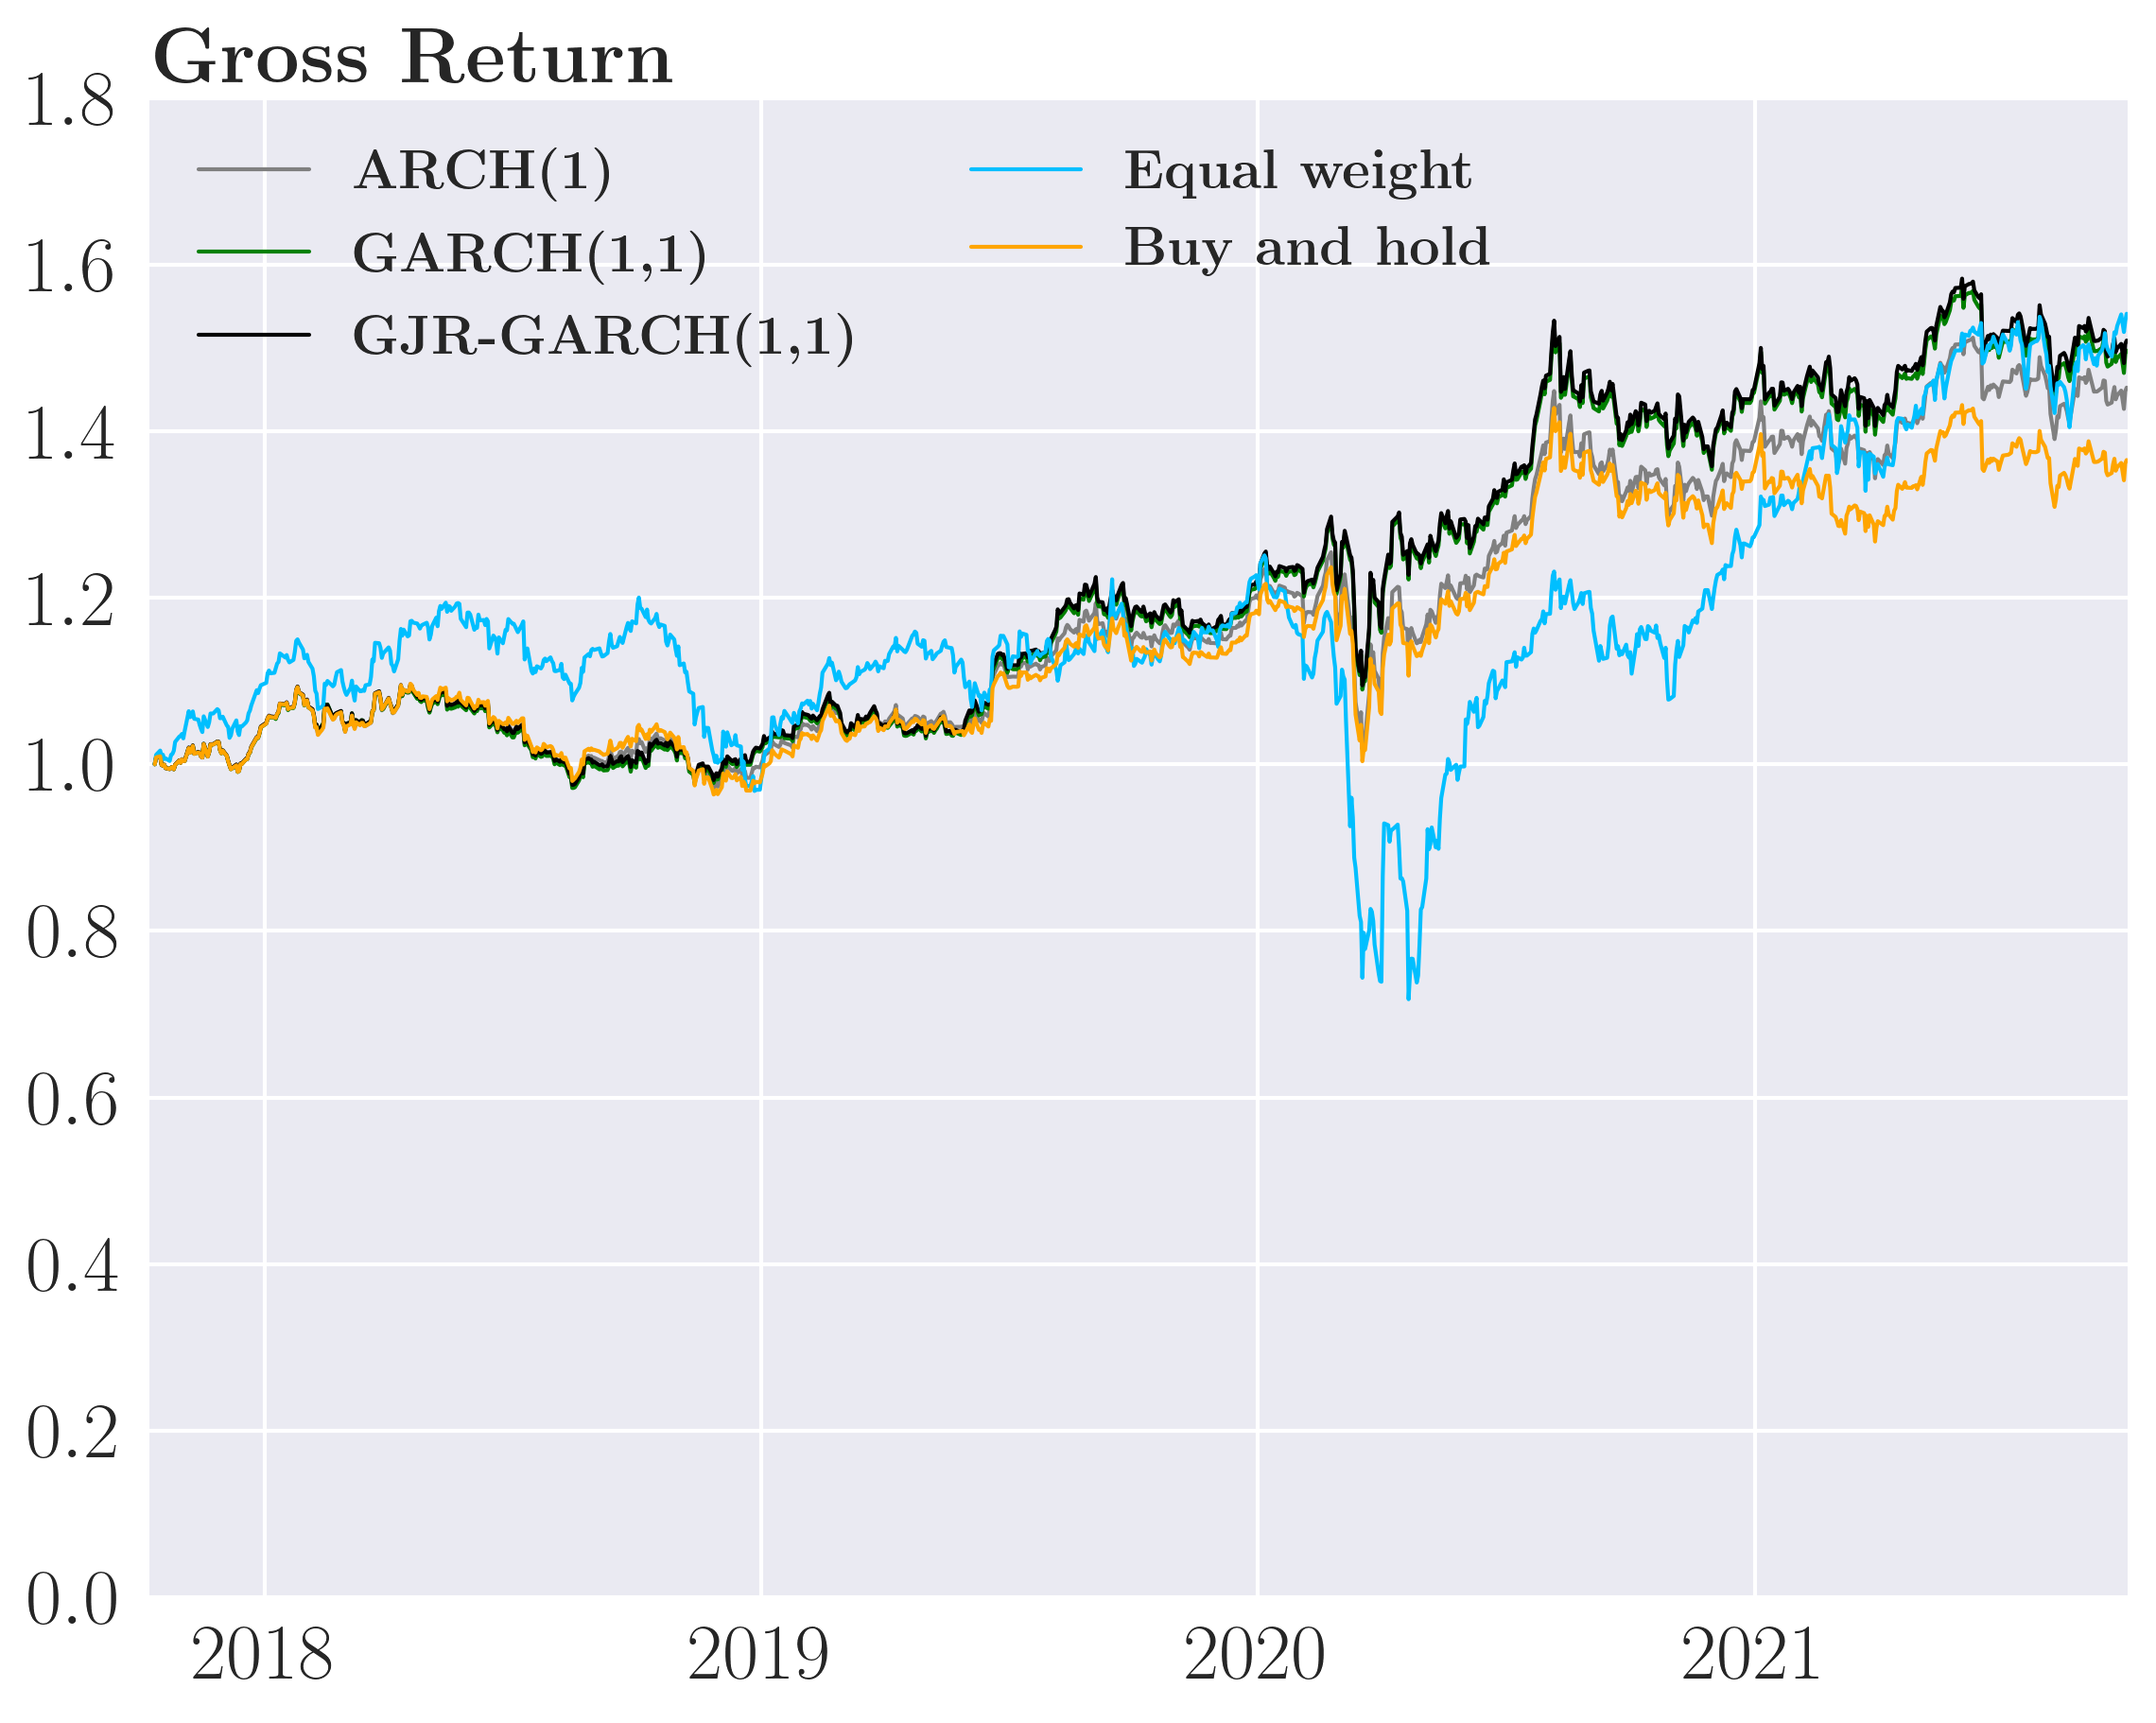 Gross Return
1.8
1.6
1.4
1.2
1.0
0.8
0.6
0.4
0.2
0.0
ARCH(1)
GARCH(1,1)
GJR-GARCH(1,1)
Equal weight
Buy and hold
2018 2019 2020 2021